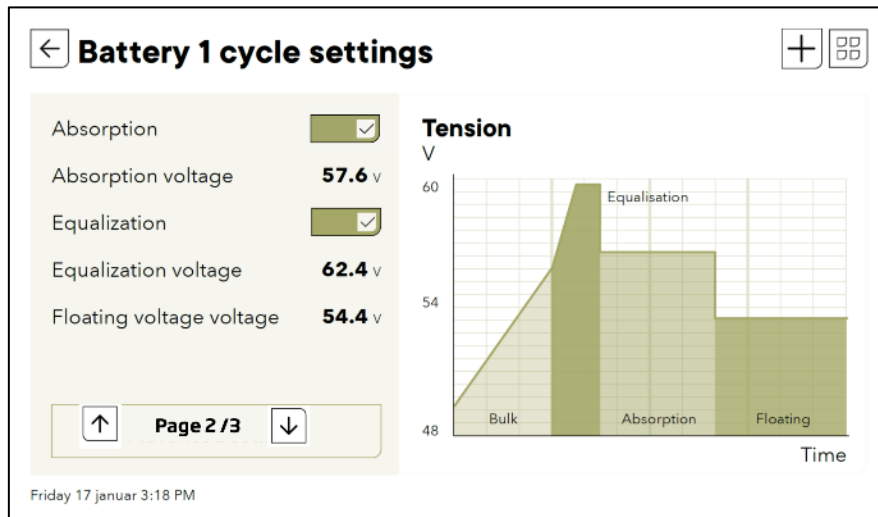 Battery 1 cycle settings
Absorption
Absorption voltage 57.6 V
Equalization
Equalization voltage 62.4 V
Floating voltage voltage 54.4 V
Page 2 /3
Tension
V
60
Equalisation
54
48
Bulk Absorption Floating
Time
Friday 17 januar 3:18 PM